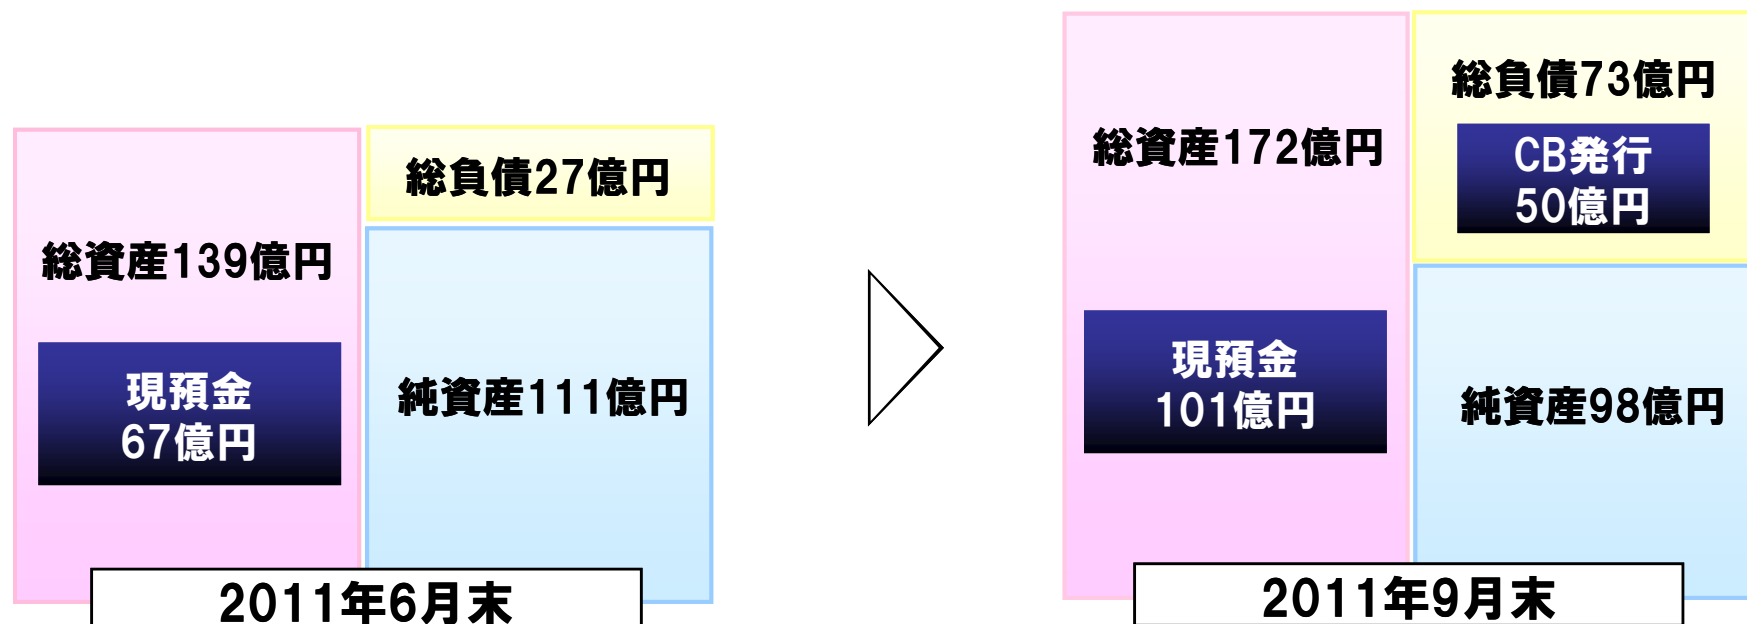 総資産139億円
現預金
67億円
総負債27億円
純資産111億円
2011年6月末
総資産172億円
現預金
101億円
総負債73億円
CB発行
50億円
純資産98億円
2011年9月末